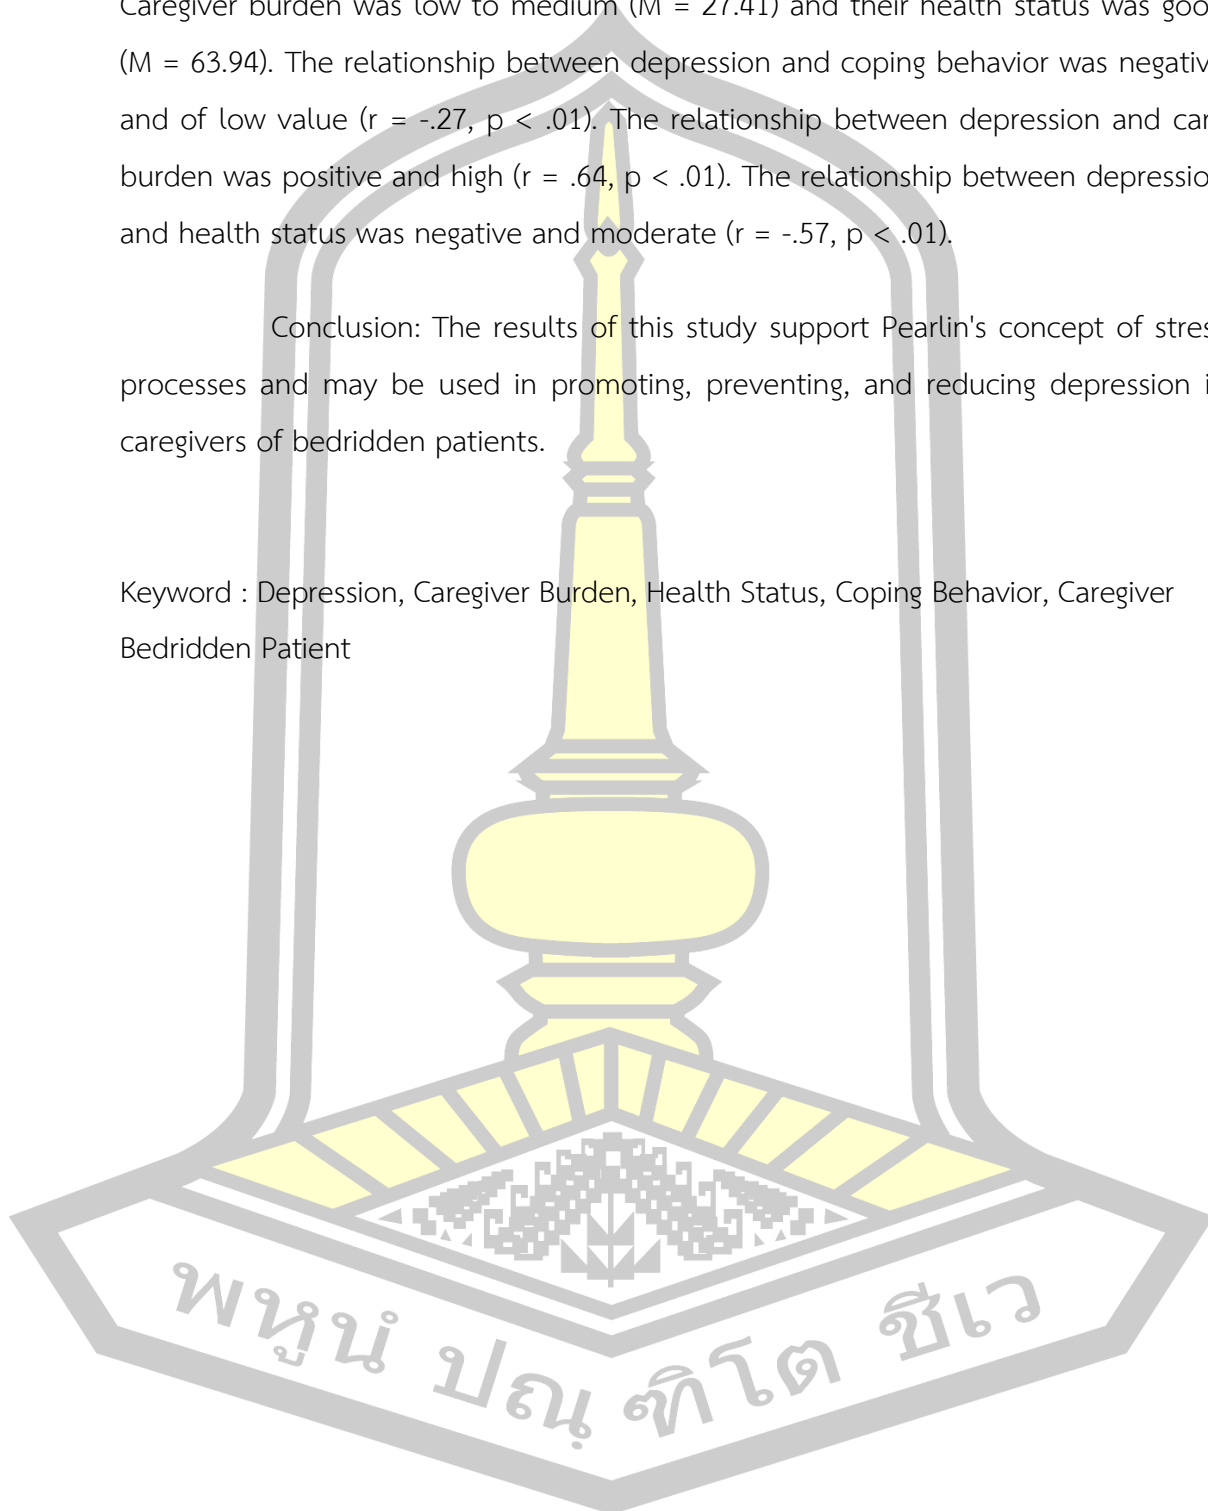 Caregiver burden was low to medium (M = 27.41) and their health status was goo
(M = 63.94). The relationship between depression and coping behavior was negativ
and of low value (r = -.27, p < .01). The relationship between depression and car
burden was positive and high (r = .64, p < .01). The relationship between depressio
and health status was negative and moderate (r = -.57, p < .01).
Conclusion: The results of this study support Pearlin's concept of stres
processes and may be used in promoting, preventing, and reducing depression i
caregivers of bedridden patients.
Keyword : Depression, Caregiver Burden, Health Status, Coping Behavior, Caregiver
Bedridden Patient
พหูนํ ปณฺฑิโต ชีเว